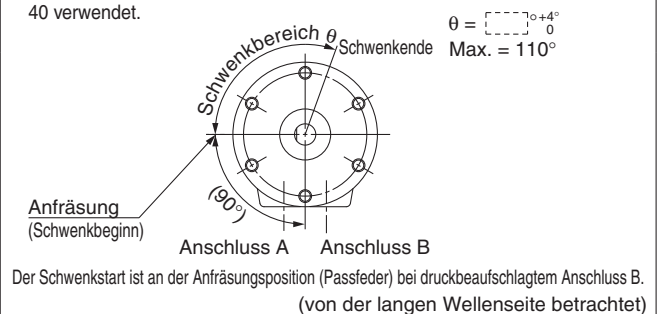 40 verwendet.
θ = °+4° 0
Max. = 110°
Schwenkbereich θ
Schwenkende
(90°)
Anfräsung
(Schwenkbeginn)
Anschluss A
Anschluss B
Der Schwenkstart ist an der Anfräsungsposition (Passfeder) bei druckbeaufschlagtem Anschluss B.
(von der langen Wellenseite betrachtet)